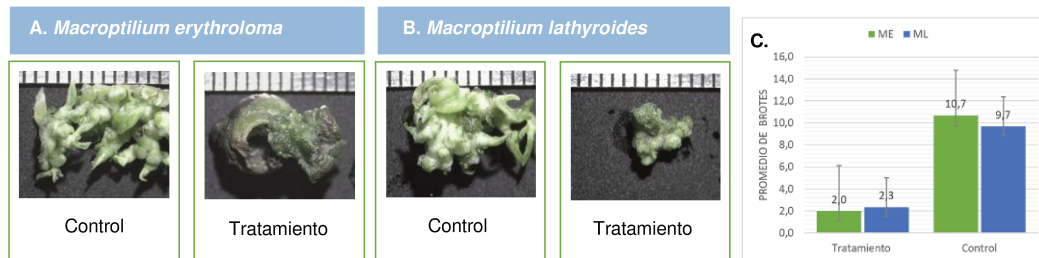 A. Macroptilium erythroloma
B. Macroptilium lathyroides
Control
Tratamiento
Control
Tratamiento
C.
ME ML
PROMEDIO DE BROTES
16,0
14,0
12,0
10,0
8,0
6,0
4,0
2,0
0,0
2,0
2,3
10,7
9,7
Tratamiento
Control